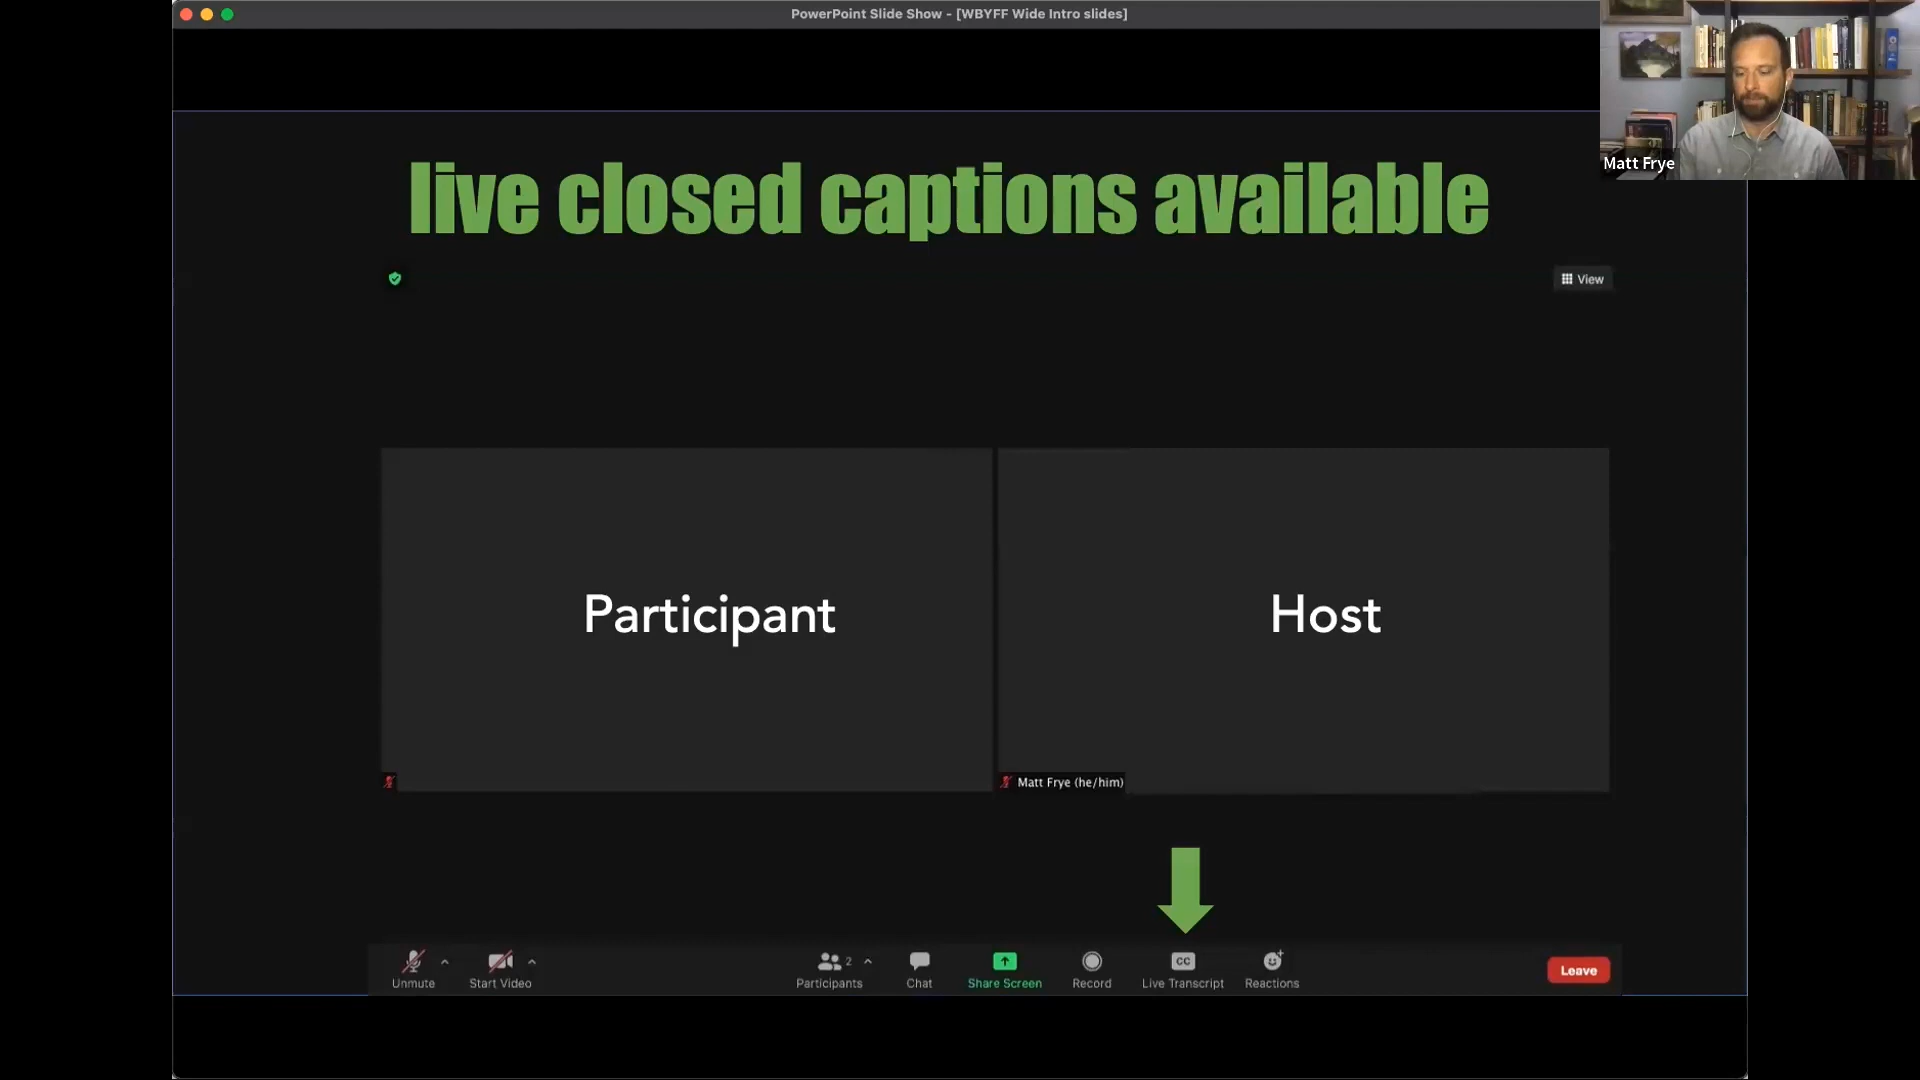 PowerPoint Slide Show - [WBYFF Wide Intro slides]
Matt Frye
live closed captions available
View
Participant
Host
Matt Frye (he/him)
2
CC
Unmute
Start Video
Participants
Chat
Share Screen
Record
Live Transcript
Reactions
Leave